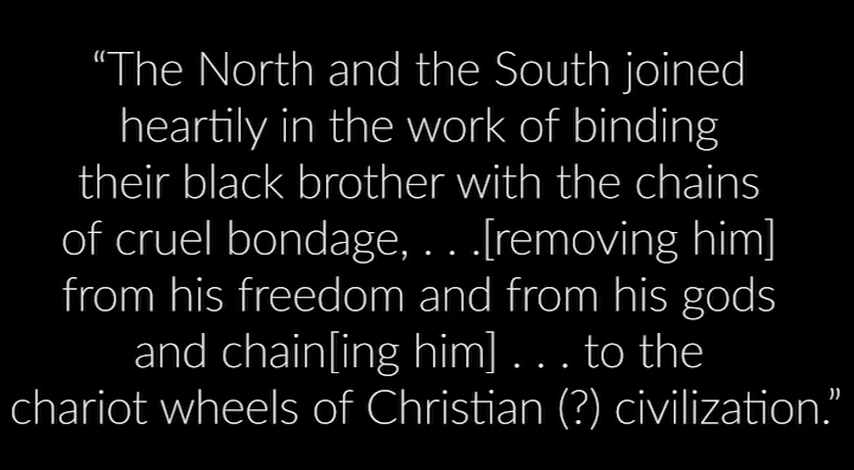 “The North and the South joined
heartily in the work of binding
their black brother with the chains
of cruel bondage, . . .[removing him]
from his freedom and from his gods
and chain[ing him] . . . to the
chariot wheels of Christian (?) civilization.”